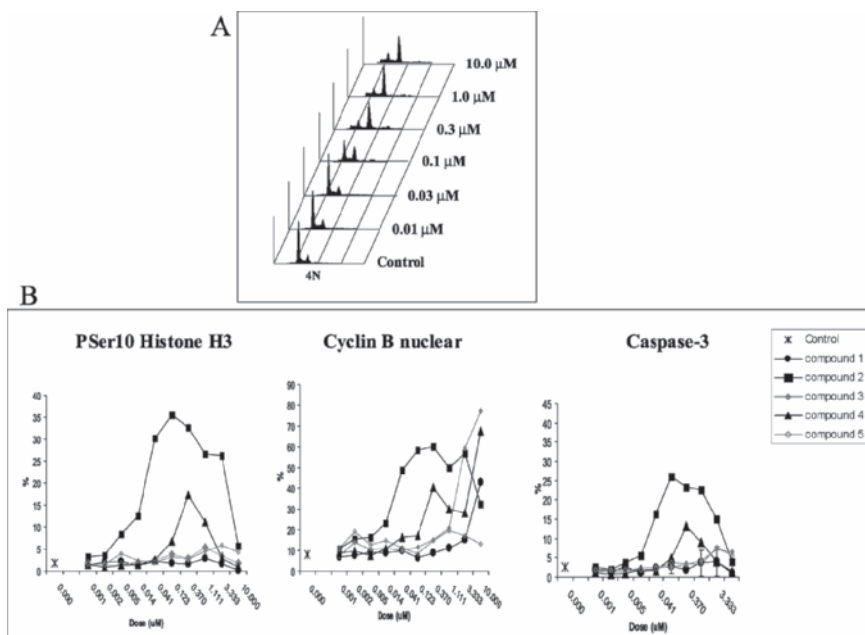 A
10.0 µM
1.0 µM
0.3 µM
0.1 µM
0.03 µM
0.01 µM
Control
4N
B
PSer10 Histone H3
Cyclin B nuclear
Caspase-3
Control
compound 1
compound 2
compound 3
compound 4
compound 5
%
40
35
30
25
20
15
10
5
0
0.000
0.001
0.002
0.005
0.014
0.041
0.123
0.370
1.111
3.333
10.000
Dose (uM)
%
90
80
70
60
50
40
30
20
10
0
0.000
0.001
0.002
0.005
0.014
0.041
0.123
0.370
1.111
3.333
10.000
Dose (uM)
%
45
40
35
30
25
20
15
10
5
0
0.000
0.001
0.005
0.041
0.370
3.333
Dose (uM)